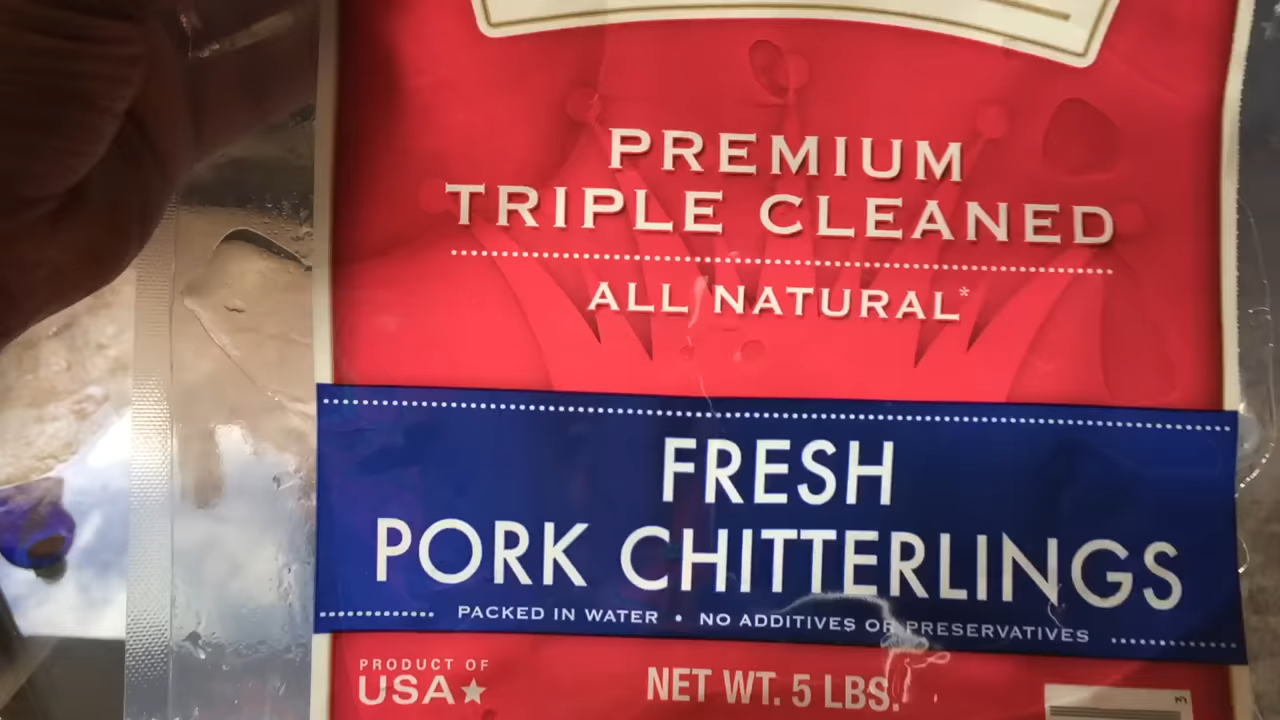 PREMIUM
TRIPLE CLEANED
ALL NATURAL*
FRESH
PORK CHITTERLINGS
PACKED IN WATER • NO ADDITIVES OR PRESERVATIVES
PRODUCT OF
USA★
NET WT. 5 LBS.
3